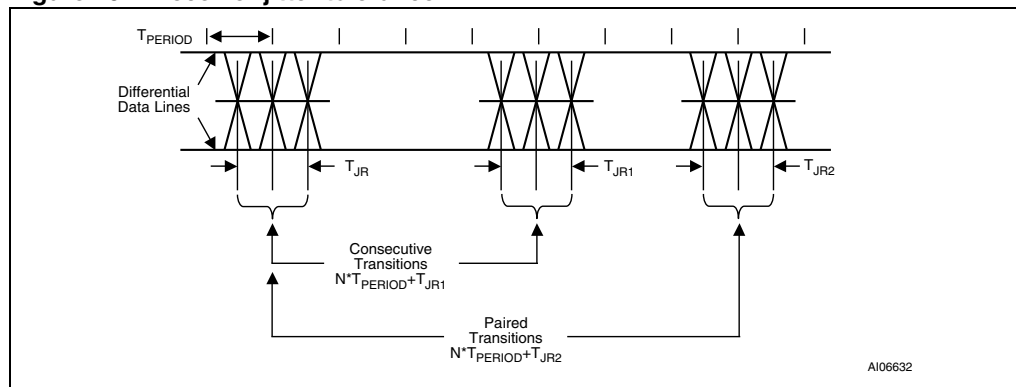 T_PERIOD
Differential
Data Lines
T_JR
T_JR1
T_JR2
Consecutive
Transitions
N*T_PERIOD+T_JR1
Paired
Transitions
N*T_PERIOD+T_JR2
AI06632